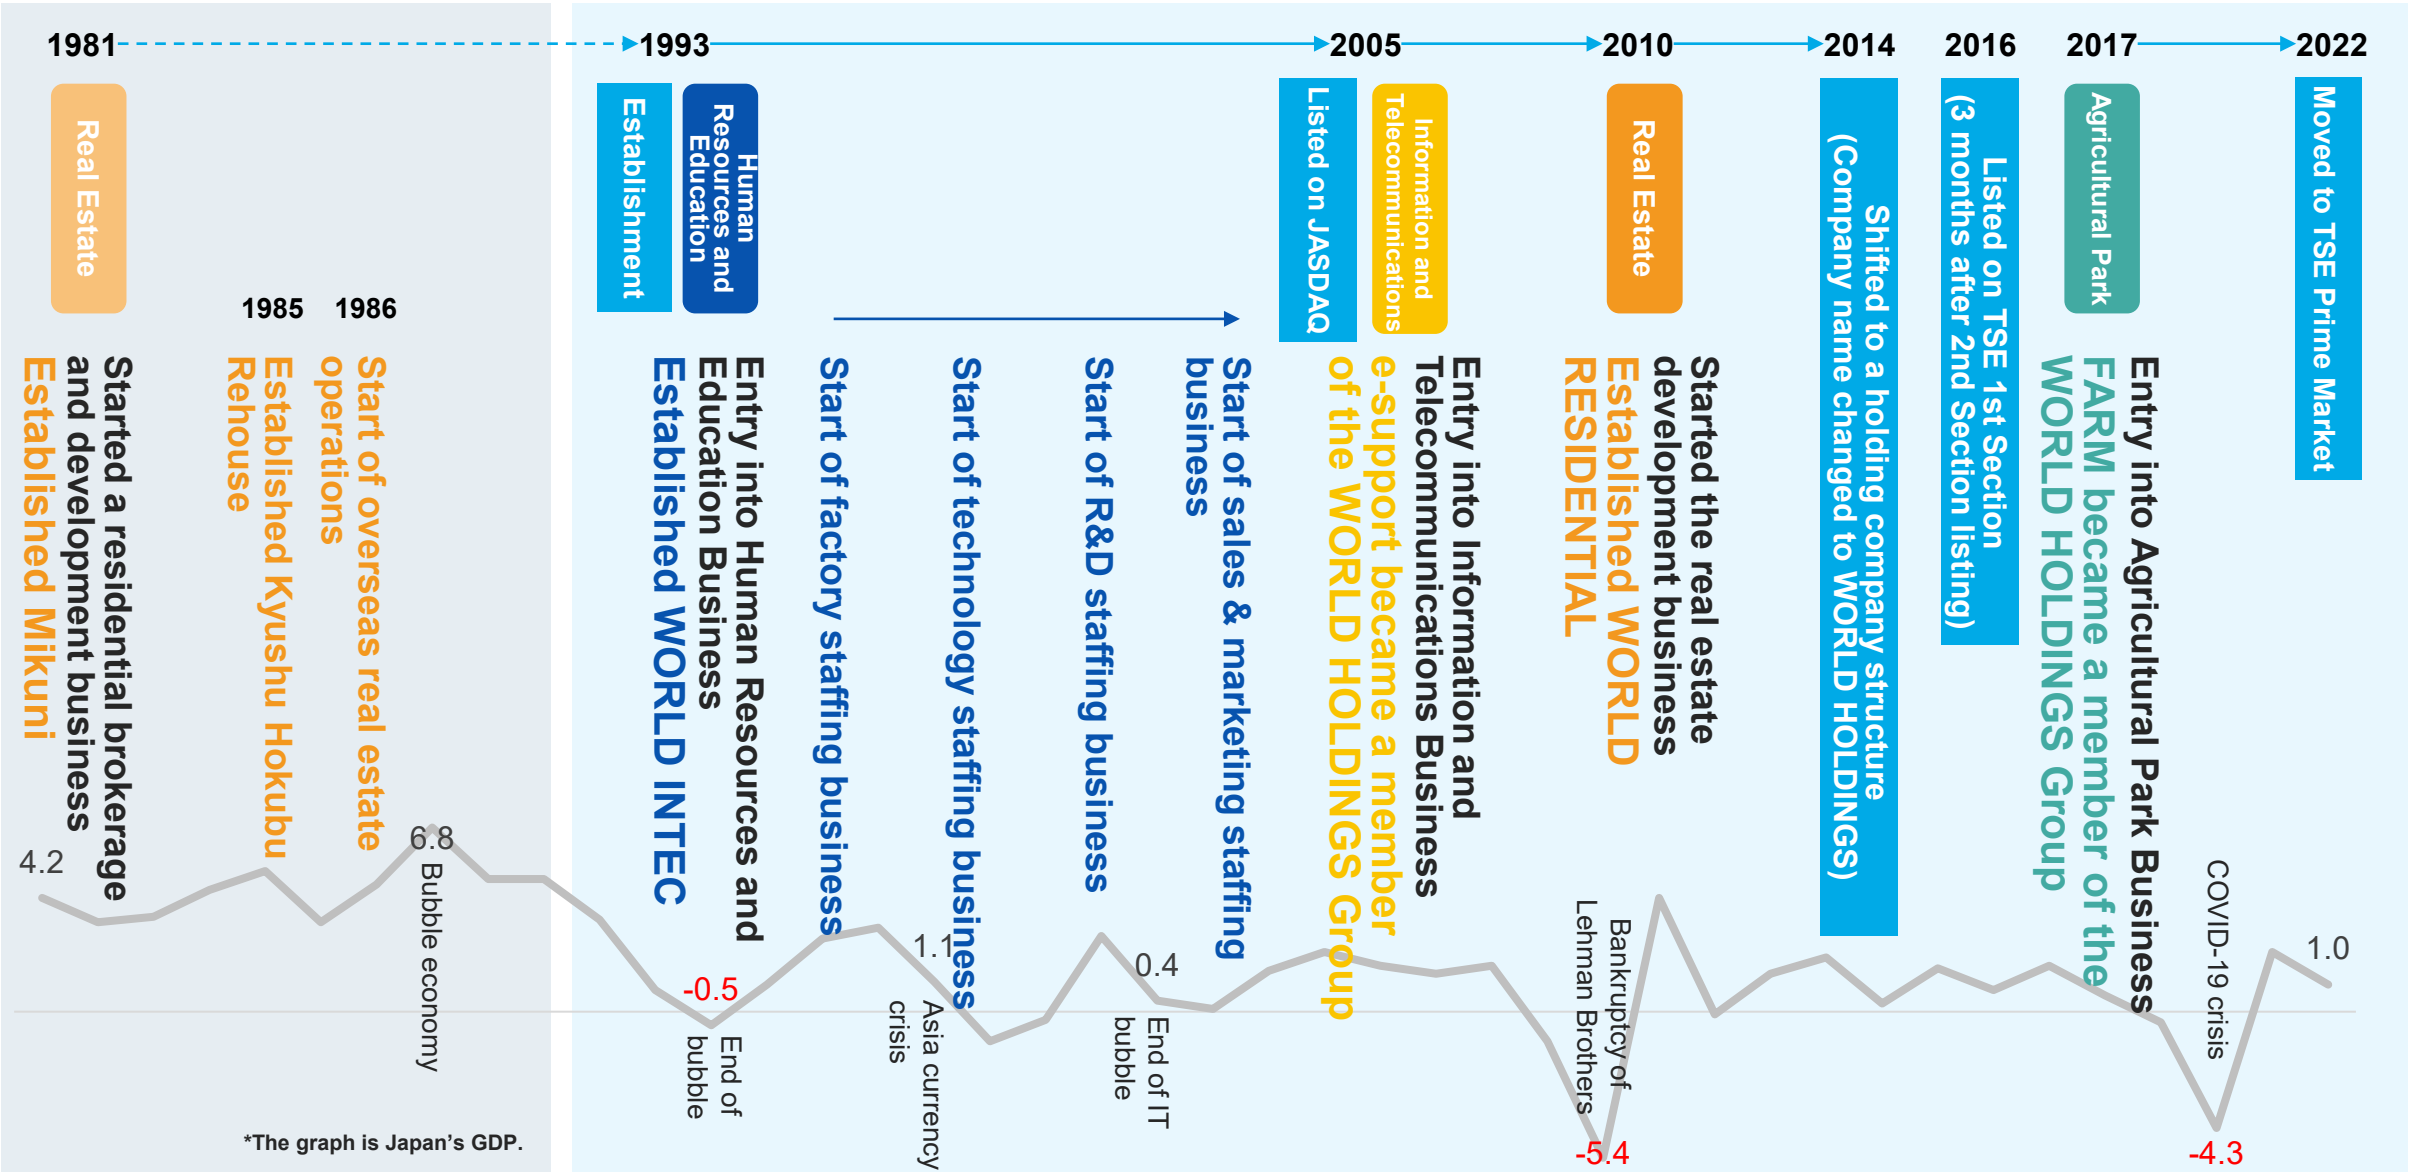 1981
1993
2005
2010
2014
2016
2017
2022
Real Estate
Establishment
Human
Resources and
Education
Listed on JASDAQ
Information and
Telecommunications
Real Estate
Shifted to a holding company structure
(Company name changed to WORLD HOLDINGS)
Listed on TSE 1st Section
(3 months after 2nd Section listing)
Agricultural Park
Moved to TSE Prime Market
1985
1986
Started a residential brokerage
and development business
Established Mikuni
Established Kyushu Hokubu
Rehouse
Start of overseas real estate
operations
Entry into Human Resources and
Education Business
Established WORLD INTEC
Start of factory staffing business
Start of technology staffing business
Start of R&D staffing business
Start of sales & marketing staffing
business
Entry into Information and
Telecommunications Business
e-support became a member
of the WORLD HOLDINGS Group
Started the real estate
development business
Established WORLD
RESIDENTIAL
Entry into Agricultural Park Business
FARM became a member of the
WORLD HOLDINGS Group
4.2
6.8
Bubble economy
-0.5
End of
bubble
1.1
Asia currency
crisis
0.4
End of IT
bubble
Bankruptcy of
Lehman Brothers
-5.4
COVID-19 crisis
-4.3
1.0
*The graph is Japan’s GDP.